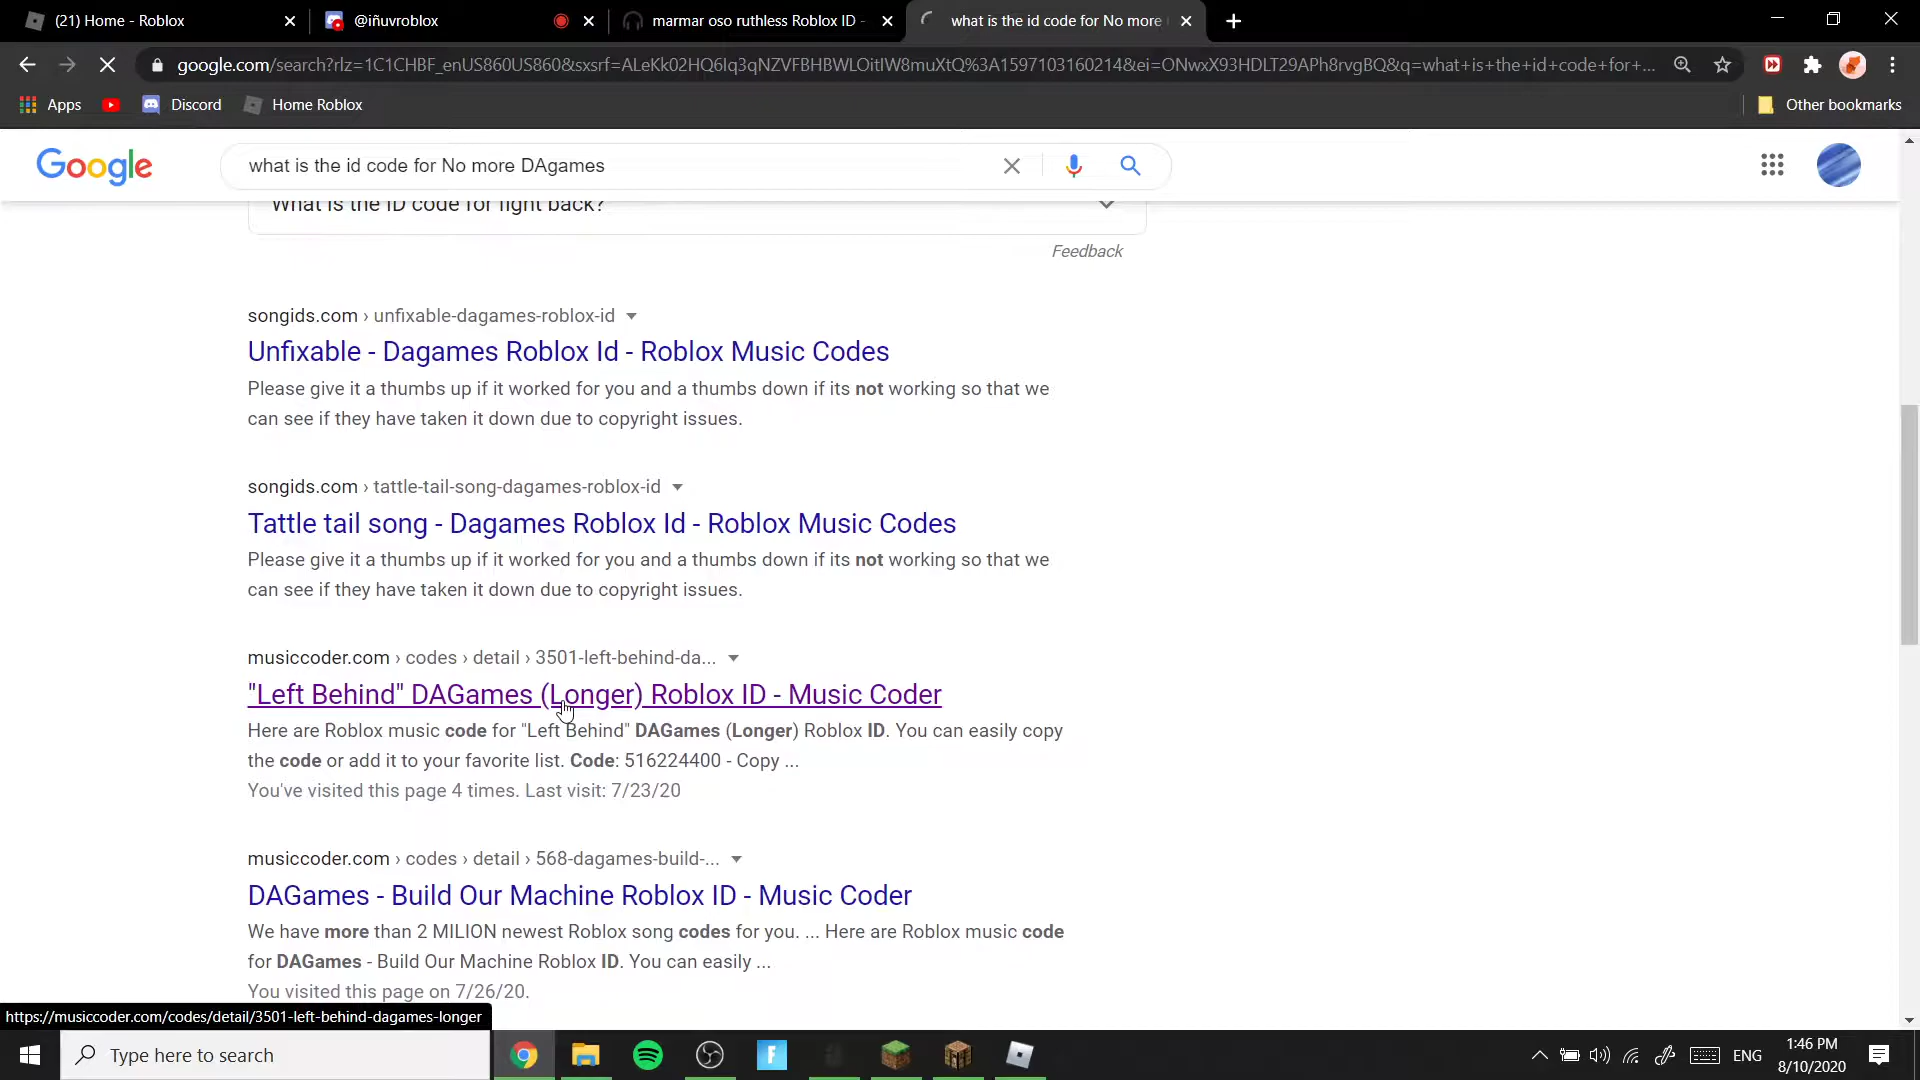 (21) Home - Roblox
@iñuvroblox
marmar oso ruthless Roblox ID -
what is the id code for No more
google.com/search?rlz=1C1CHBF_enUS860US860&sxsrf=ALeKk02HQ6Iq3qNZVFBHBWLOitIW8muXtQ%3A1597103160214&ei=ONwxX93HDLT29APh8rvgBQ&q=what+is+the+id+code+for+...
Apps
Discord
Home Roblox
Other bookmarks
Google
what is the id code for No more DAgames
What is the ID code for fight back?
Feedback
songids.com › unfixable-dagames-roblox-id
Unfixable - Dagames Roblox Id - Roblox Music Codes
Please give it a thumbs up if it worked for you and a thumbs down if its not working so that we
can see if they have taken it down due to copyright issues.
songids.com › tattle-tail-song-dagames-roblox-id
Tattle tail song - Dagames Roblox Id - Roblox Music Codes
Please give it a thumbs up if it worked for you and a thumbs down if its not working so that we
can see if they have taken it down due to copyright issues.
musiccoder.com › codes › detail › 3501-left-behind-da...
"Left Behind" DAGames (Longer) Roblox ID - Music Coder
Here are Roblox music code for "Left Behind" DAGames (Longer) Roblox ID. You can easily copy
the code or add it to your favorite list. Code: 516224400 - Copy ...
You've visited this page 4 times. Last visit: 7/23/20
musiccoder.com › codes › detail › 568-dagames-build-...
DAGames - Build Our Machine Roblox ID - Music Coder
We have more than 2 MILION newest Roblox song codes for you. ... Here are Roblox music code
for DAGames - Build Our Machine Roblox ID. You can easily ...
You visited this page on 7/26/20.
https://musiccoder.com/codes/detail/3501-left-behind-dagames-longer
Type here to search
F
ENG
1:46 PM
8/10/2020